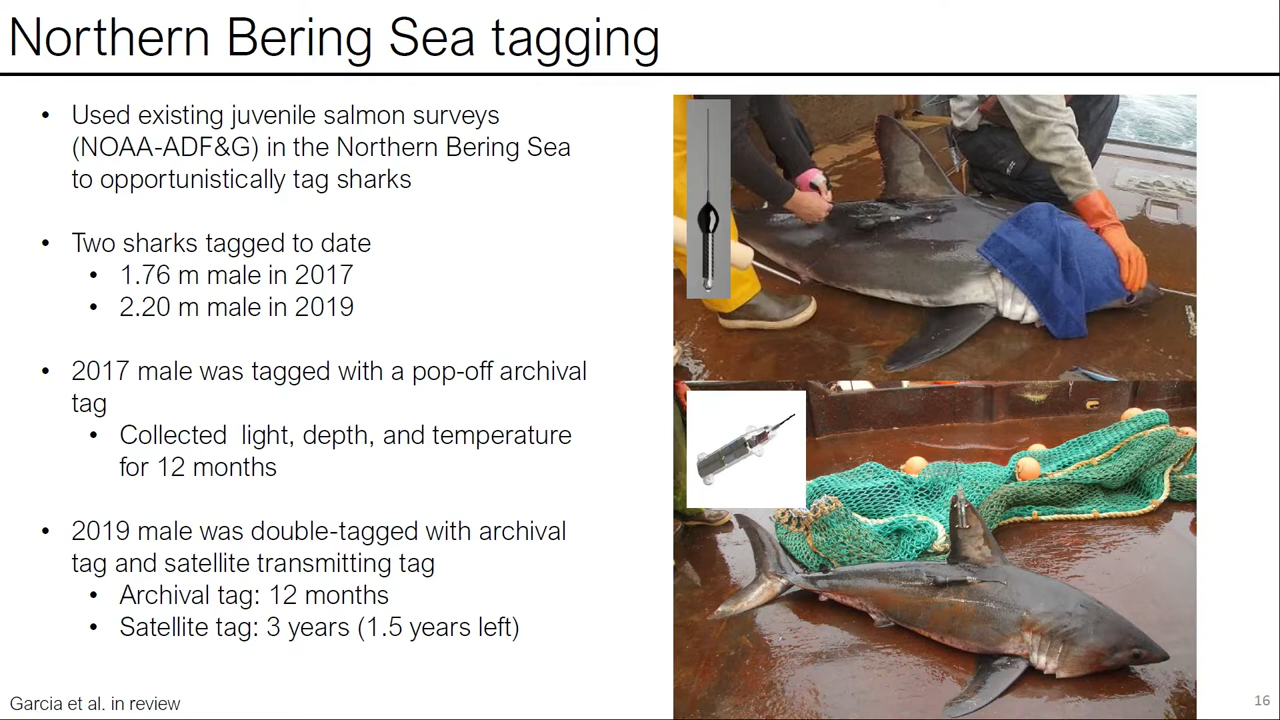 Northern Bering Sea tagging
• Used existing juvenile salmon surveys
(NOAA-ADF&G) in the Northern Bering Sea
to opportunistically tag sharks
• Two sharks tagged to date
• 1.76 m male in 2017
• 2.20 m male in 2019
• 2017 male was tagged with a pop-off archival
tag
• Collected light, depth, and temperature
for 12 months
• 2019 male was double-tagged with archival
tag and satellite transmitting tag
• Archival tag: 12 months
• Satellite tag: 3 years (1.5 years left)
Garcia et al. in review
16